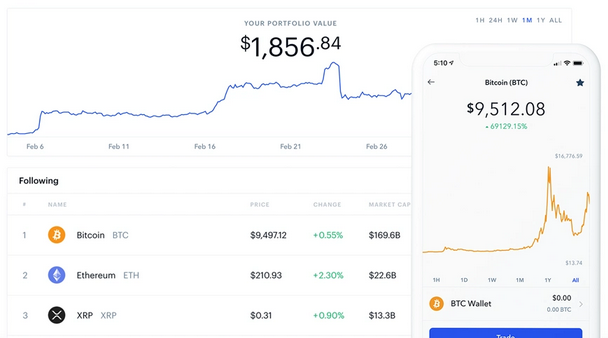 YOUR PORTFOLIO VALUE
$1,856.84
1H 24H 1W 1M 1Y ALL
Feb 6 Feb 11 Feb 16 Feb 21 Feb 26
Following
# NAME PRICE CHANGE MARKET CAP
1 Bitcoin BTC $9,497.12 +0.55% $169.6B
2 Ethereum ETH $210.93 +2.30% $22.6B
3 XRP XRP $0.31 +0.90% $13.3B
5:10
Bitcoin (BTC)
$9,512.08
69129.15%
$16,776.59
$13.74
1H 1D 1W 1M 1Y All
BTC Wallet $0.00
0.00 BTC
Trade